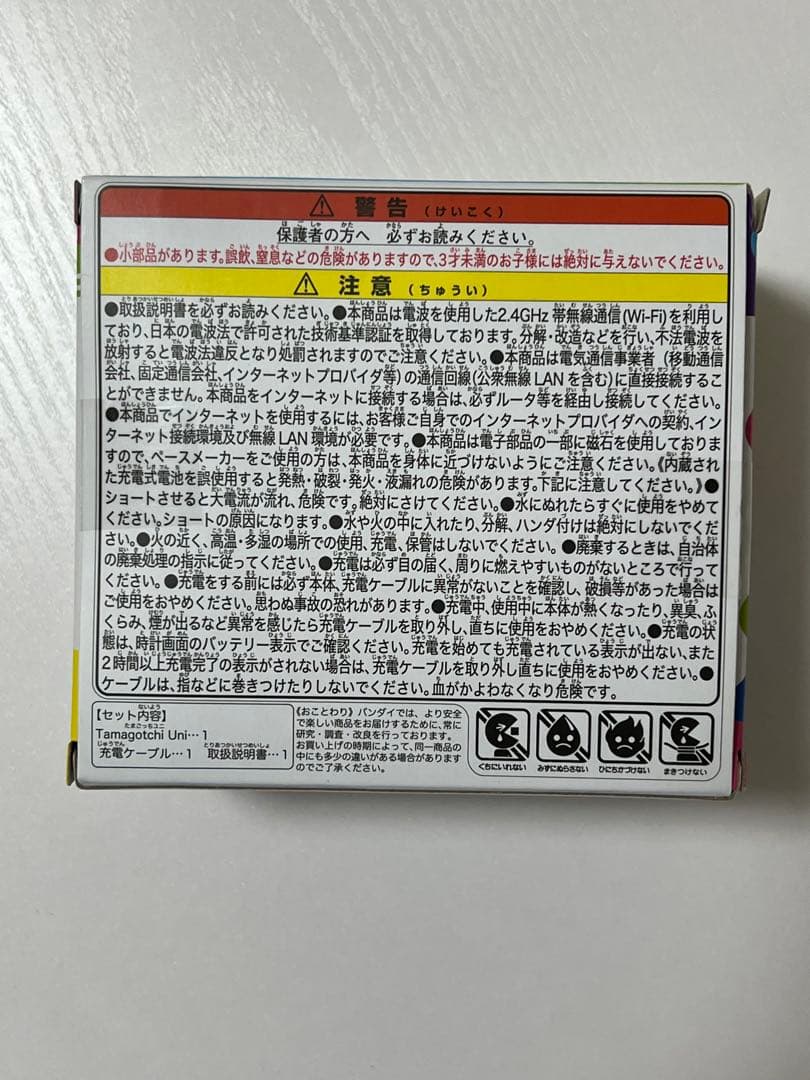 ⚠ 警告 (けいこく)
保護者の方へ 必ずお読みください。
●小部品があります。誤飲、窒息などの危険がありますので、3才未満のお子様には絶対に与えないでください。
⚠ 注意 (ちゅうい)
●取扱説明書を必ずお読みください。●本商品は電波を使用した2.4GHz 帯無線通信(Wi-Fi)を利用し
ており、日本の電波法で許可された技術基準認証を取得しております。分解・改造などを行い、不法電波を
放射すると電波法違反となり処罰されますのでご注意ください。●本商品は電気通信事業者（移動通信
会社、固定通信会社、インターネットプロバイダ等）の通信回線(公衆無線 LAN を含む)に直接接続するこ
とができません。本商品をインターネットに接続する場合は、必ずルータ等を経由し接続してください。
●本商品でインターネットを使用するには、お客様ご自身でのインターネットプロバイダへの契約、イン
ターネット接続環境及び無線 LAN 環境が必要です。●本商品は電子部品の一部に磁石を使用しておりま
すので、ペースメーカーをご使用の方は、本商品を身体に近づけないようにご注意ください。《内蔵され
た充電式電池を誤使用すると発熱・破裂・発火・液漏れの危険があります。下記に注意してください。》●
ショートさせると大電流が流れ、危険です。絶対にさけてください。●水にぬれたらすぐに使用をやめて
ください。ショートの原因になります。●水や火の中に入れたり、分解、ハンダ付けは絶対にしないでくだ
さい。●火の近く、高温・多湿の場所での使用、充電、保管はしないでください。●廃棄するときは、自治体
の廃棄処理の指示に従ってください。●充電は必ず目の届く、周りに燃えやすいものがないところで行って
ください。●充電をする前には必ず本体、充電ケーブルに異常がないことを確認し、破損等があった場合は
ご使用をおやめください。思わぬ事故の恐れがあります。●充電中、使用中に本体が熱くなったり、異臭、ふ
くらみ、煙が出るなど異常を感じたら充電ケーブルを取り外し、直ちに使用をおやめください。●充電の状
態は、時計画面のバッテリー表示でご確認ください。充電を始めても充電されている表示が出ない、また
2時間以上充電完了の表示がされない場合は、充電ケーブルを取り外し直ちに使用をおやめください。●
ケーブルは、指などに巻きつけたりしないでください。血がかよわなくなり危険です。
【セット内容】
たまごっちユニ
Tamagotchi Uni…1
充電ケーブル…1 取扱説明書…1
《おことわり》バンダイでは、より安全
で楽しい商品をお届けするために、常に
研究・調査・改良を行っております。
お買い上げの時期によって、同一商品の
中にも多少の違いがある場合があります
のでご了承ください。
くちにいれない みずにぬらさない ひにちかづけない まきつけない